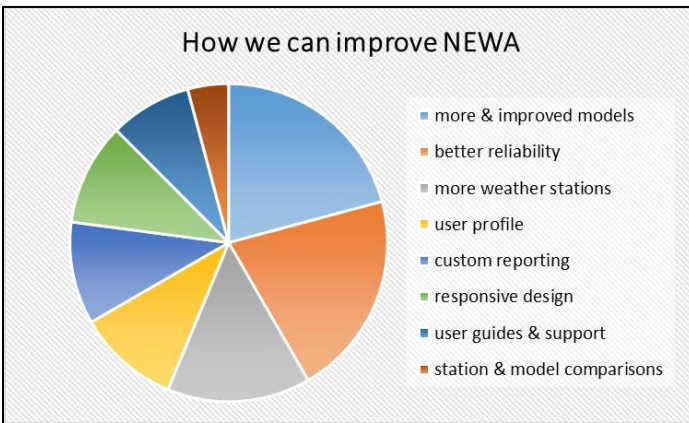 How we can improve NEWA
more & improved models
better reliability
more weather stations
user profile
custom reporting
responsive design
user guides & support
station & model comparisons